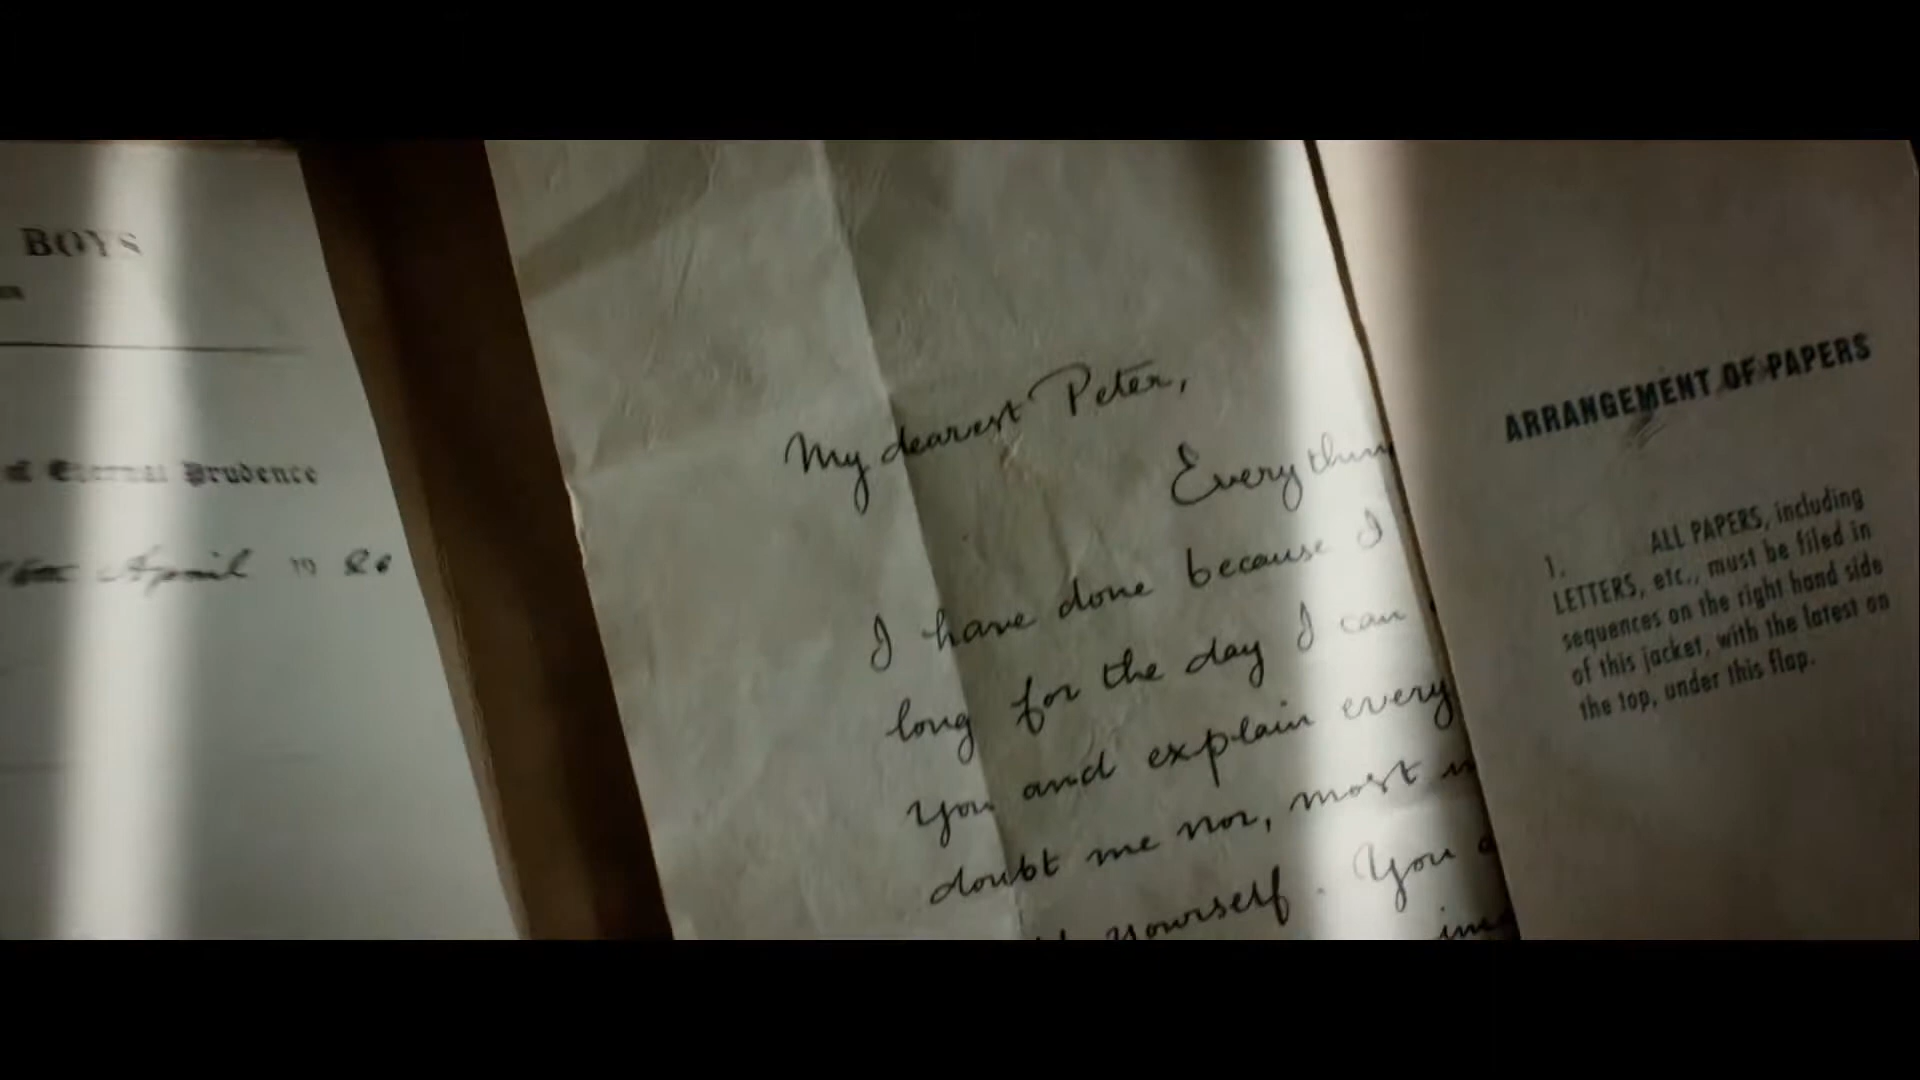 BOYS
of Eternal Prudence
April 19 20
My dearest Peter,
Everythin
I have done because I
long for the day I can
you and explain every
doubt me nor, most
yourself. You
ARRANGEMENT OF PAPERS
1. ALL PAPERS, including
LETTERS, etc., must be filed in
sequences on the right hand side
of this jacket, with the latest on
the top, under this flap.